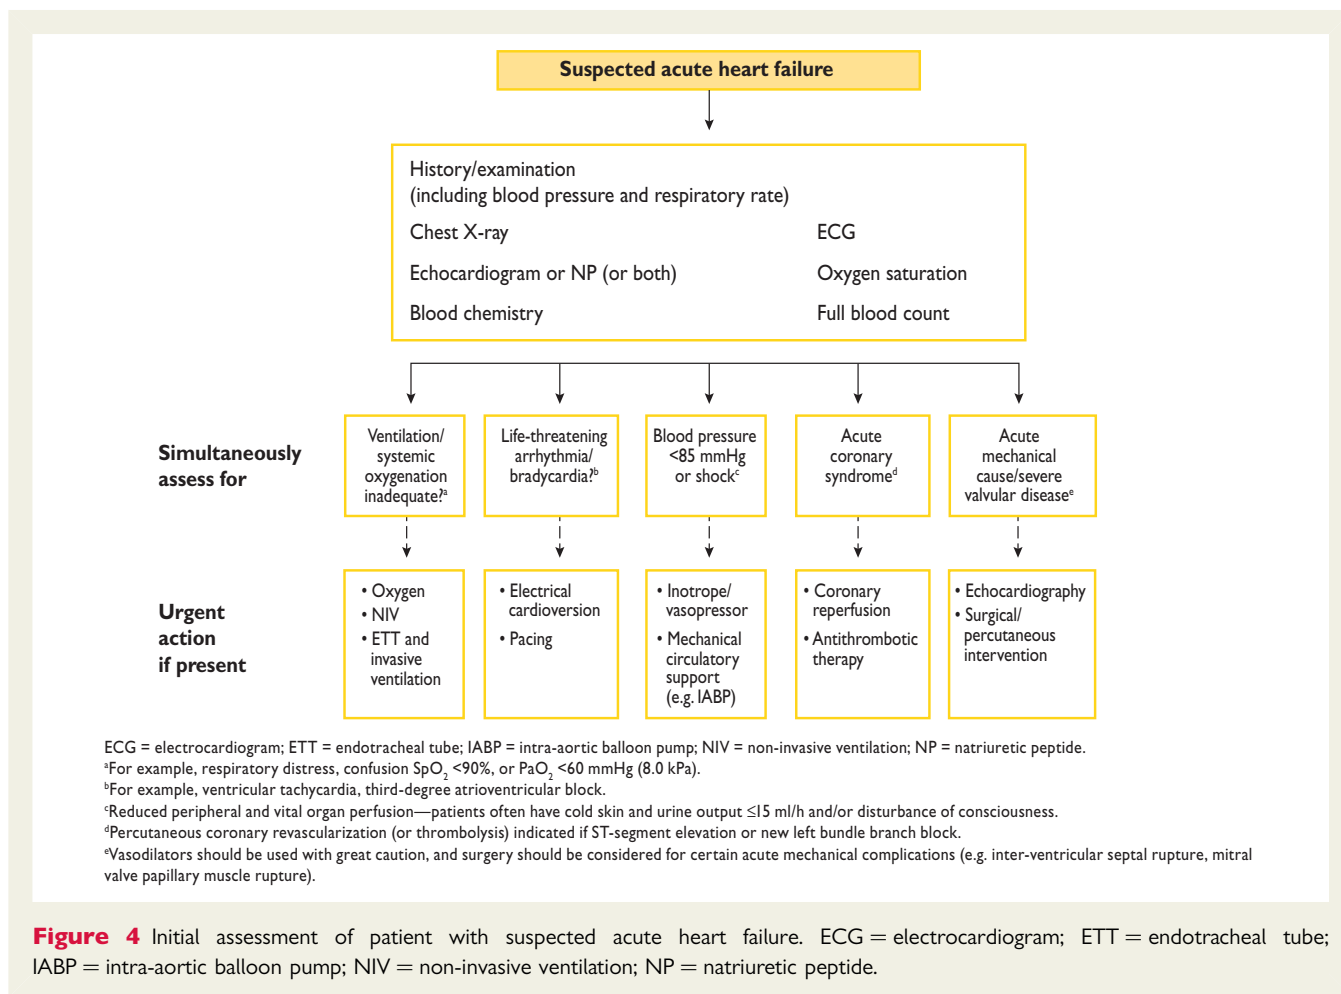 Suspected acute heart failure
History/examination
(including blood pressure and respiratory rate)
Chest X-ray
ECG
Echocardiogram or NP (or both)
Oxygen saturation
Blood chemistry
Full blood count
Simultaneously
assess for
Ventilation/
systemic
oxygenation
inadequate?ᵃ
Life-threatening
arrhythmia/
bradycardia?ᵇ
Blood pressure
<85 mmHg
or shockᶜ
Acute
coronary
syndromeᵈ
Acute
mechanical
cause/severe
valvular diseaseᵉ
Urgent
action
if present
• Oxygen
• NIV
• ETT and
invasive
ventilation
• Electrical
cardioversion
• Pacing
• Inotrope/
vasopressor
• Mechanical
circulatory
support
(e.g. IABP)
• Coronary
reperfusion
• Antithrombotic
therapy
• Echocardiography
• Surgical/
percutaneous
intervention
ECG = electrocardiogram; ETT = endotracheal tube; IABP = intra-aortic balloon pump; NIV = non-invasive ventilation; NP = natriuretic peptide.
ᵃFor example, respiratory distress, confusion SpO₂ <90%, or PaO₂ <60 mmHg (8.0 kPa).
ᵇFor example, ventricular tachycardia, third-degree atrioventricular block.
ᶜReduced peripheral and vital organ perfusion—patients often have cold skin and urine output ≤15 ml/h and/or disturbance of consciousness.
ᵈPercutaneous coronary revascularization (or thrombolysis) indicated if ST-segment elevation or new left bundle branch block.
ᵉVasodilators should be used with great caution, and surgery should be considered for certain acute mechanical complications (e.g. inter-ventricular septal rupture, mitral
valve papillary muscle rupture).
Figure 4 Initial assessment of patient with suspected acute heart failure. ECG = electrocardiogram; ETT = endotracheal tube;
IABP = intra-aortic balloon pump; NIV = non-invasive ventilation; NP = natriuretic peptide.